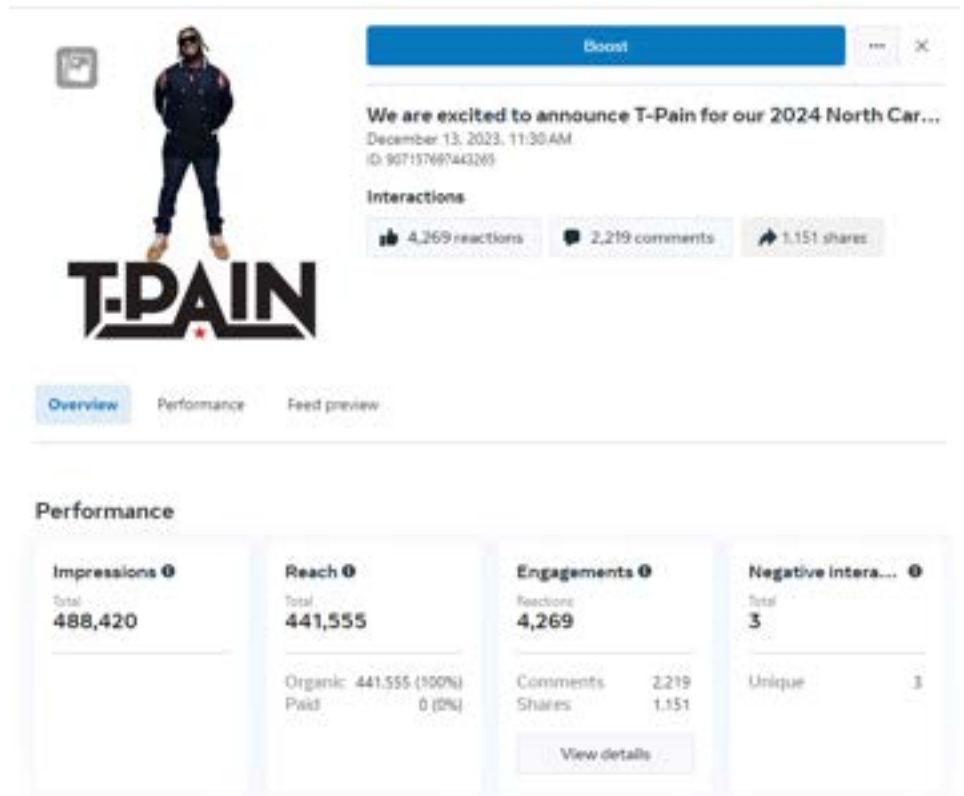 Boost
We are excited to announce T-Pain for our 2024 North Car...
December 13, 2023, 11:30 AM
ID: 907157697443265
Interactions
4,269 reactions
2,219 comments
1,151 shares
T-PAIN
Overview
Performance
Feed preview
Performance
Impressions
Total
488,420
Reach
Total
441,555
Organic 441,555 (100%)
Paid 0 (0%)
Engagements
Reactions
4,269
Comments 2,219
Shares 1,151
View details
Negative intera...
Total
3
Unique 3